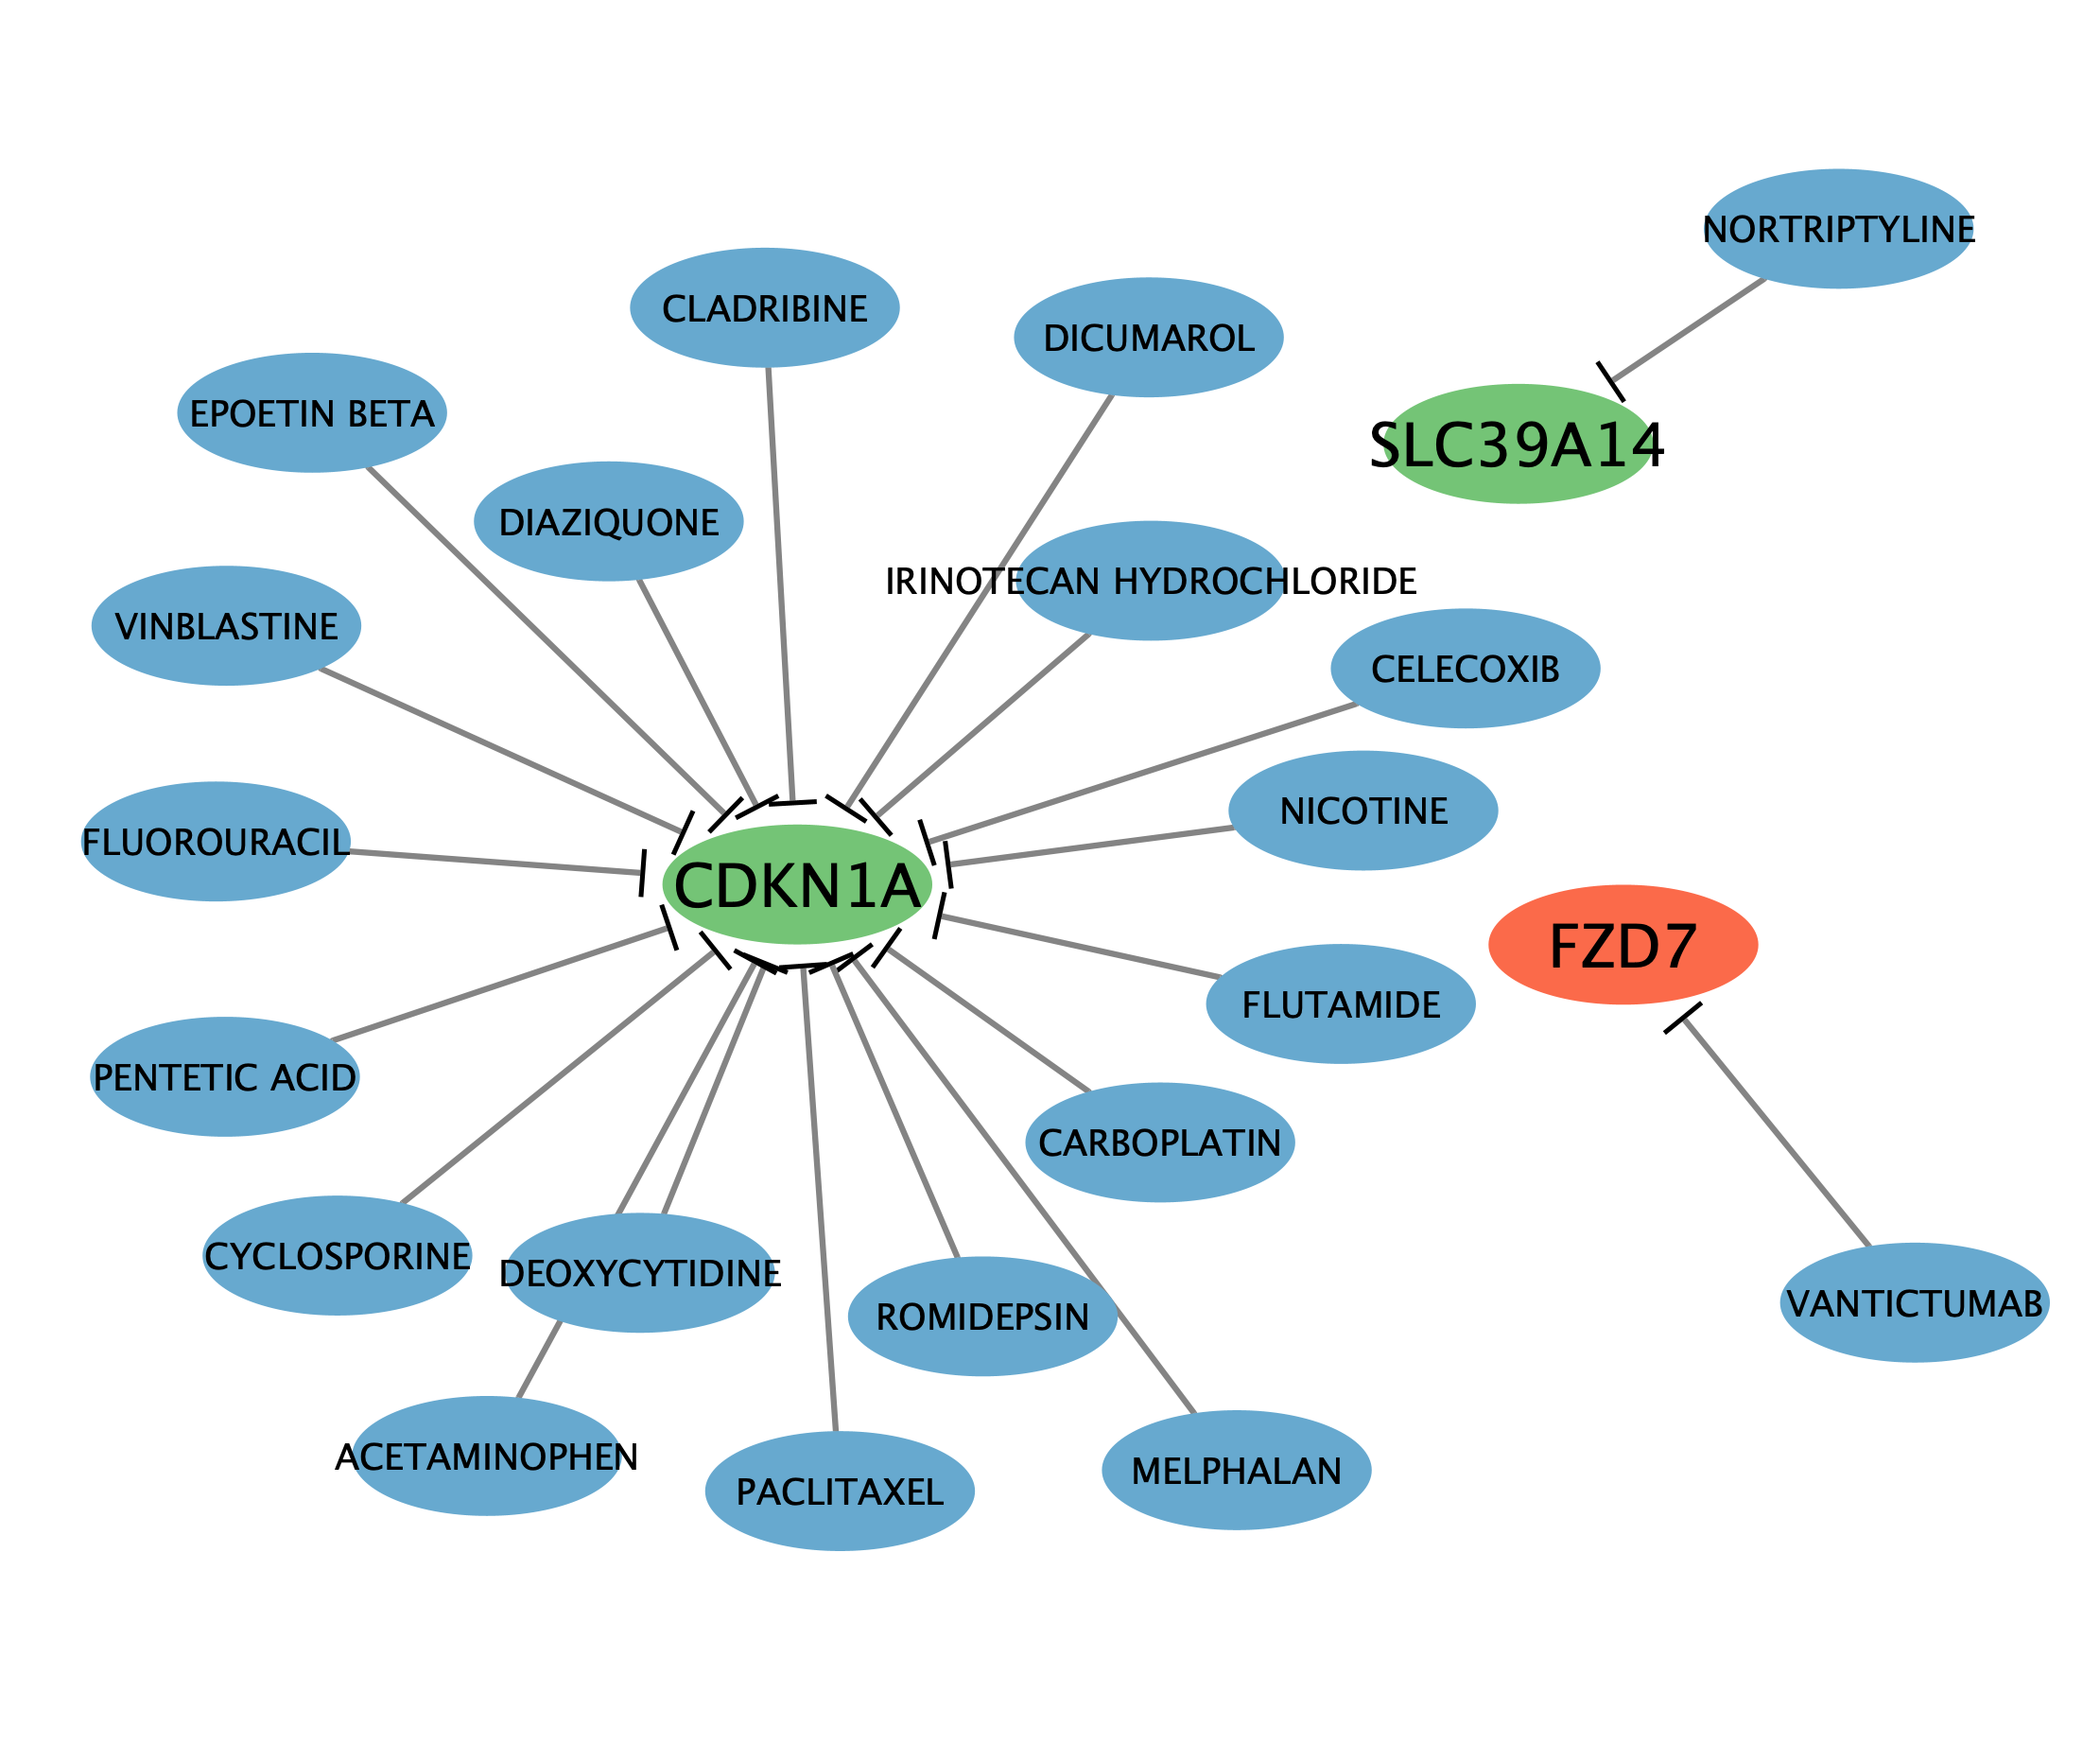 NORTRIPTYLINE
CLADRIBINE
DICUMAROL
EPOETIN BETA
SLC39A14
DIAZIQUONE
IRINOTECAN HYDROCHLORIDE
VINBLASTINE
CELECOXIB
NICOTINE
FLUOROURACIL
CDKN1A
FZD7
FLUTAMIDE
PENTETIC ACID
CARBOPLATIN
CYCLOSPORINE
DEOXYCYTIDINE
VANTICTUMAB
ROMIDEPSIN
ACETAMINOPHEN
MELPHALAN
PACLITAXEL